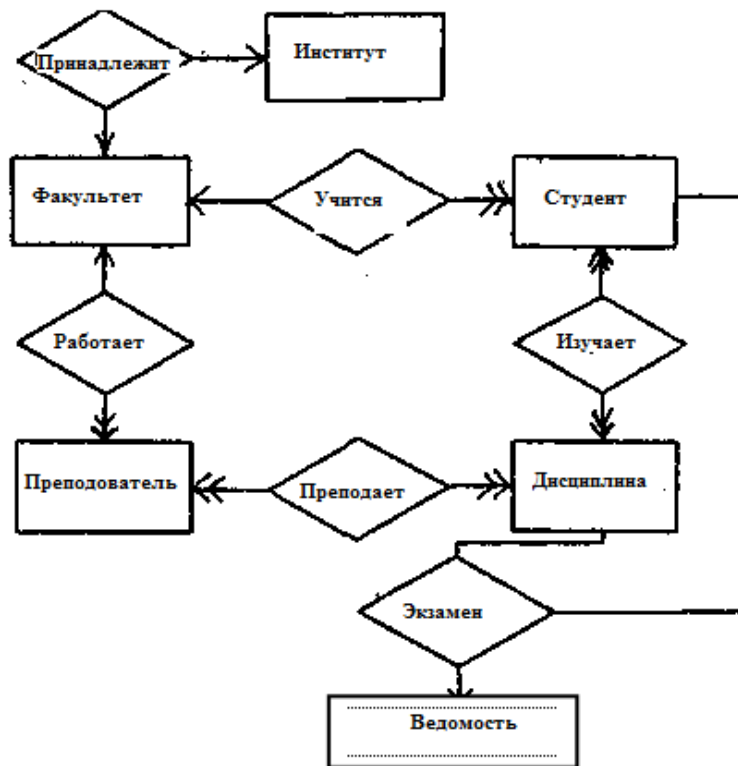 Принадлежит
Институт
Факультет
Учится
Студент
Работает
Изучает
Преподователь
Преподает
Дисциплина
Экзамен
Ведомость